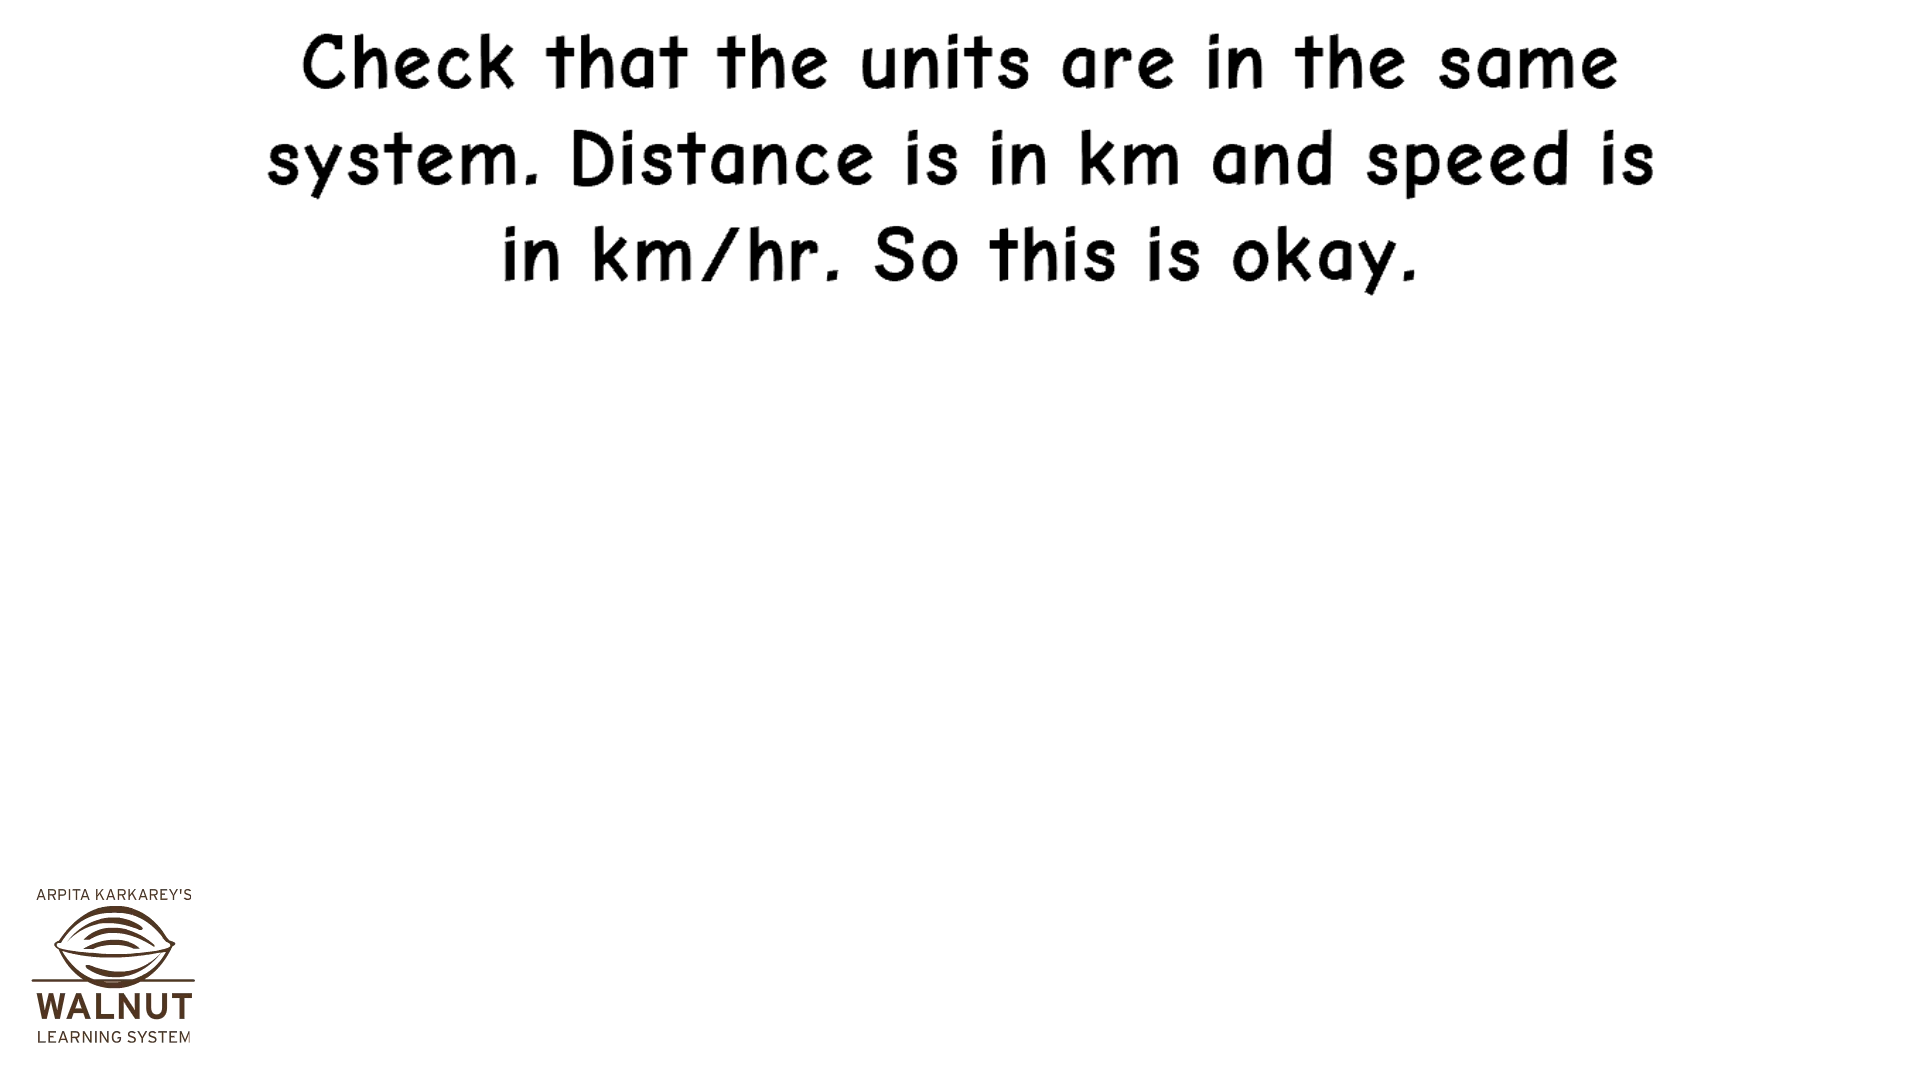 Check that the units are in the same
system. Distance is in km and speed is
in km/hr. So this is okay.
ARPITA KARKAREY'S
WALNUT
LEARNING SYSTEM